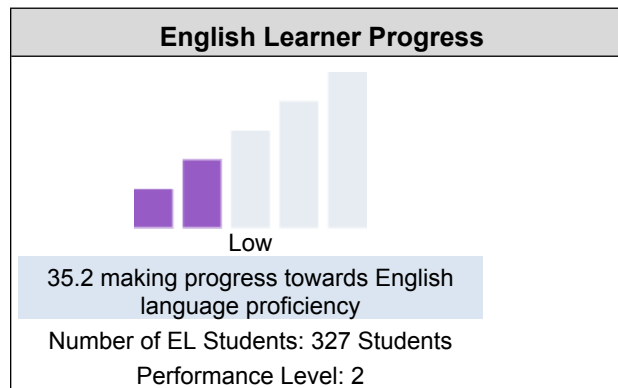 English Learner Progress
Low
35.2 making progress towards English
language proficiency
Number of EL Students: 327 Students
Performance Level: 2